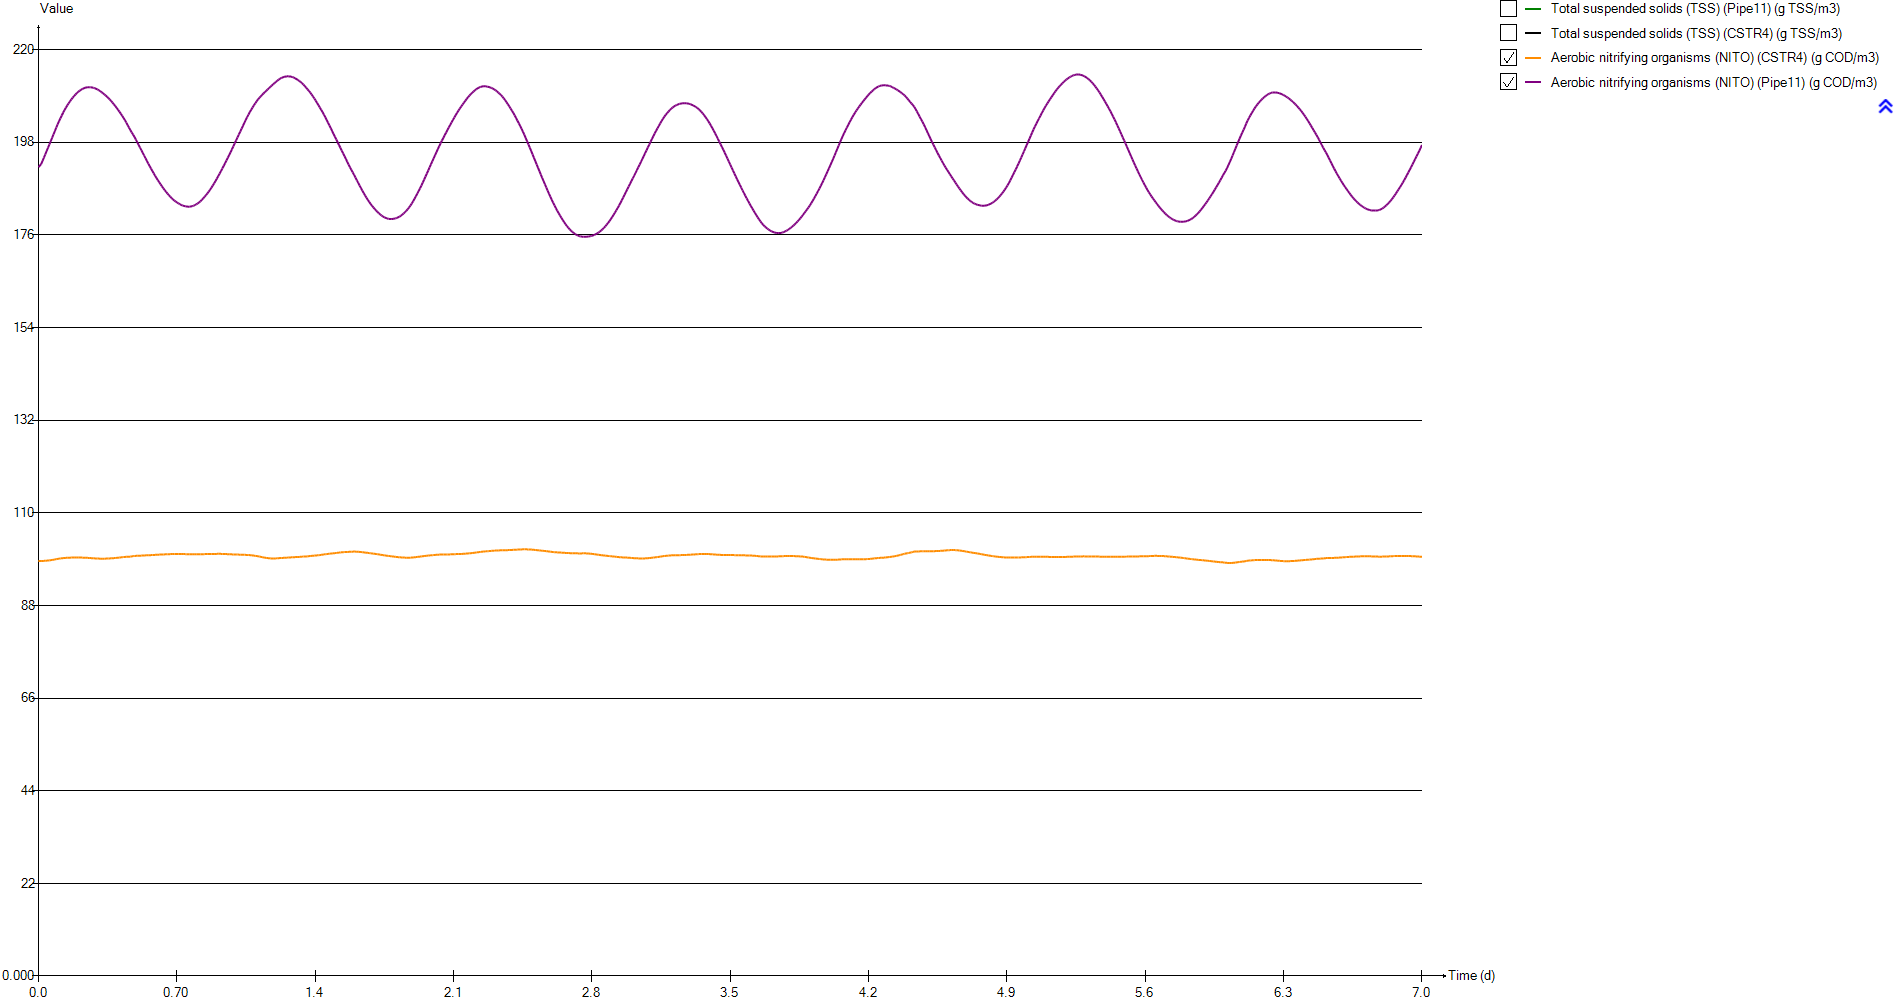 Value
Total suspended solids (TSS) (Pipe11) (g TSS/m3)
Total suspended solids (TSS) (CSTR4) (g TSS/m3)
Aerobic nitrifying organisms (NITO) (CSTR4) (g COD/m3)
Aerobic nitrifying organisms (NITO) (Pipe11) (g COD/m3)
220
198
176
154
132
110
88
66
44
22
0.000
Time (d)
0.0 0.70 1.4 2.1 2.8 3.5 4.2 4.9 5.6 6.3 7.0